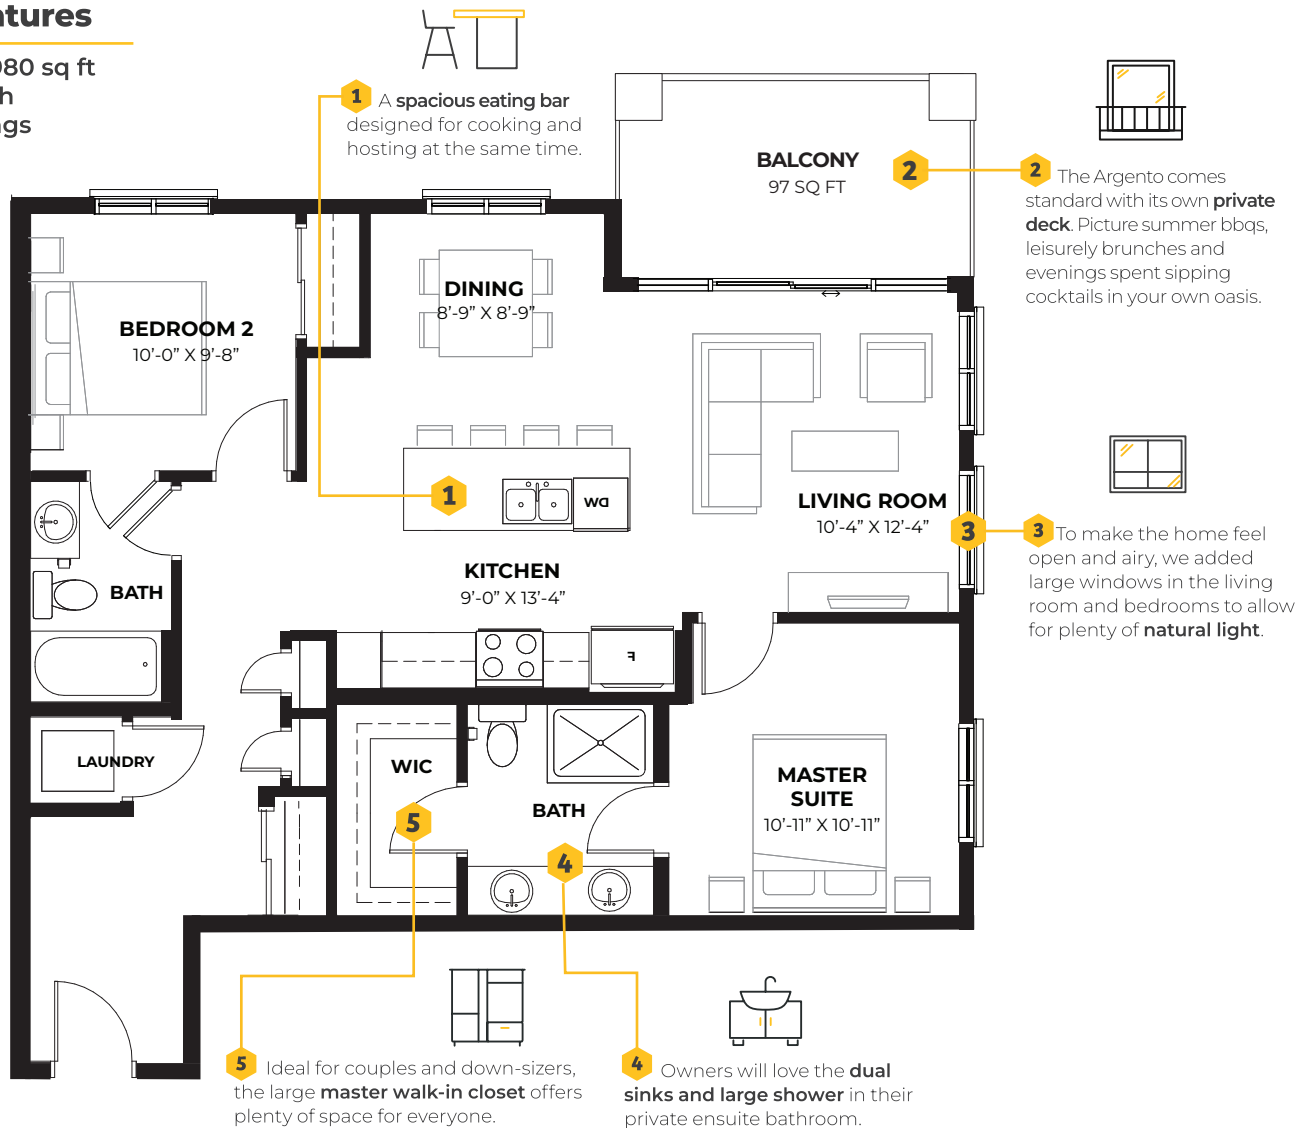 atures
980 sq ft
h
ngs
1 A spacious eating bar
designed for cooking and
hosting at the same time.
BALCONY
97 SQ FT
2
2 The Argento comes
standard with its own private
deck. Picture summer bbqs,
leisurely brunches and
evenings spent sipping
cocktails in your own oasis.
DINING
8'-9" X 8'-9"
BEDROOM 2
10'-0" X 9'-8"
1
DW
LIVING ROOM
10'-4" X 12'-4"
3
3 To make the home feel
open and airy, we added
large windows in the living
room and bedrooms to allow
for plenty of natural light.
KITCHEN
9'-0" X 13'-4"
BATH
F
LAUNDRY
WIC
5
BATH
4
MASTER
SUITE
10'-11" X 10'-11"
5 Ideal for couples and down-sizers,
the large master walk-in closet offers
plenty of space for everyone.
4 Owners will love the dual
sinks and large shower in their
private ensuite bathroom.